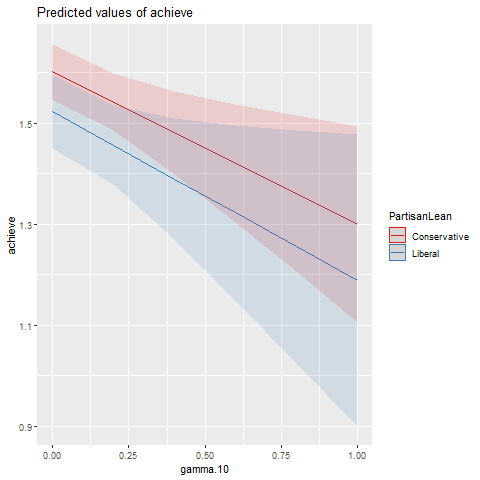 Predicted values of achieve
achieve
1.5
1.3
1.1
0.9
0.00 0.25 0.50 0.75 1.00
gamma.10
PartisanLean
Conservative
Liberal